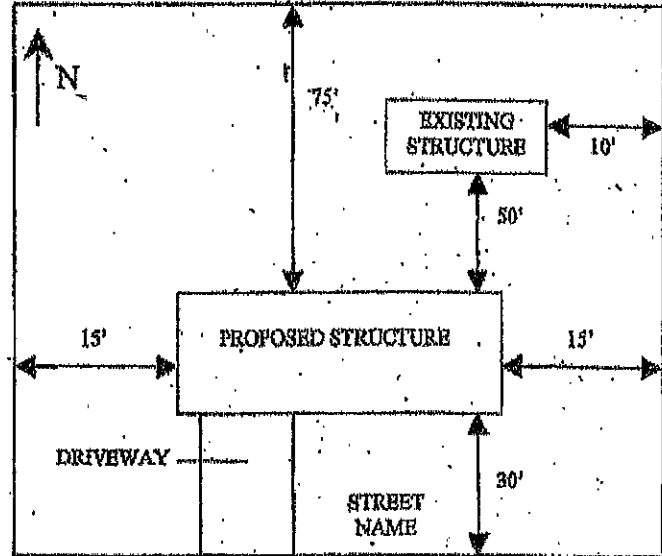 N
75'
EXISTING
STRUCTURE
10'
50'
15'
PROPOSED STRUCTURE
15'
DRIVEWAY
30'
STREET
NAME